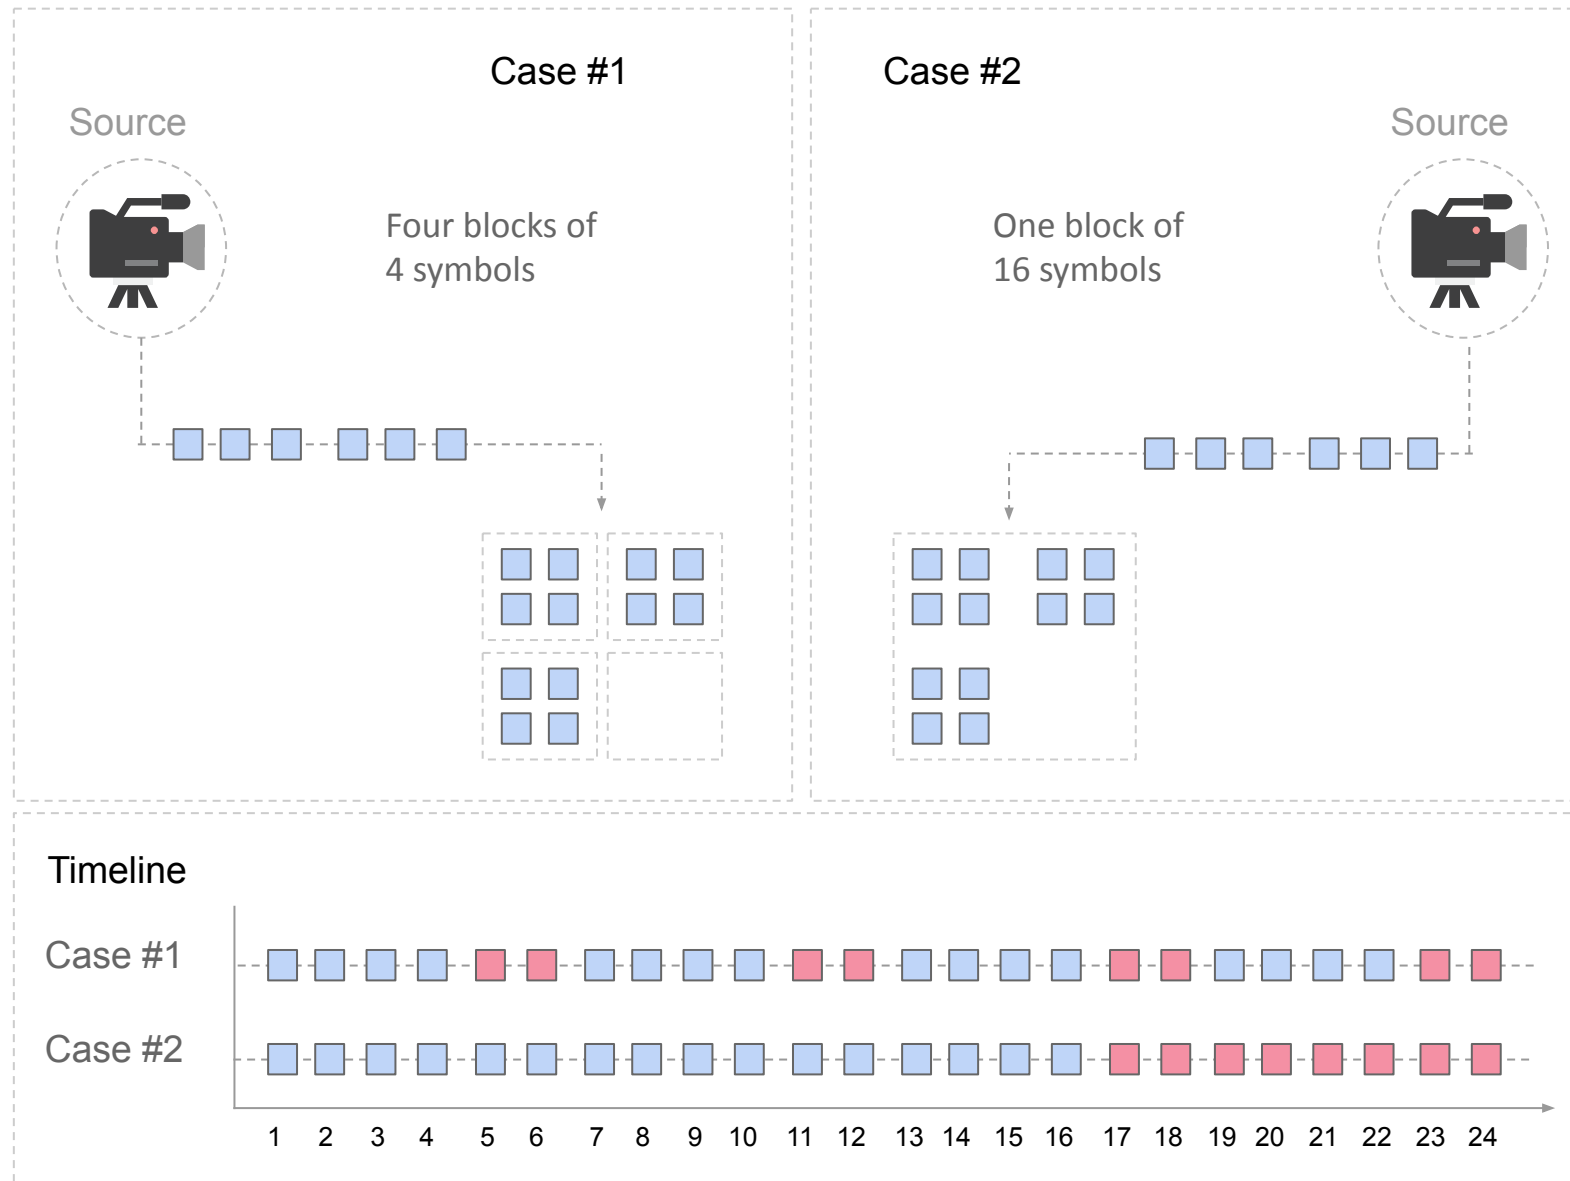 Case #1
Source
Four blocks of
4 symbols
Case #2
Source
One block of
16 symbols
Timeline
Case #1
Case #2
1 2 3 4 5 6 7 8 9 10 11 12 13 14 15 16 17 18 19 20 21 22 23 24